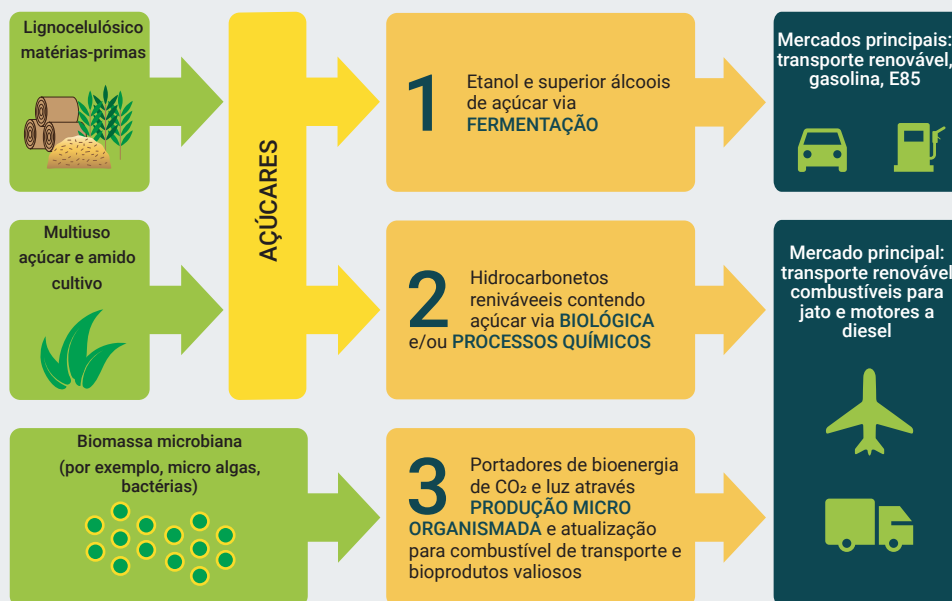 Lignocelulósico
matérias-primas
AÇÚCARES
1
Etanol e superior álcoois
de açúcar via
FERMENTAÇÃO
Mercados principais:
transporte renovável,
gasolina, E85
Multiuso
açúcar e amido
cultivo
2
Hidrocarbonetos
reniváveeis contendo
açúcar via BIOLÓGICA
e/ou PROCESSOS QUÍMICOS
Mercado principal:
transporte renovável
combustíveis para
jato e motores a
diesel
Biomassa microbiana
(por exemplo, micro algas,
bactérias)
3
Portadores de bioenergia
de CO₂ e luz através
PRODUÇÃO MICRO
ORGANISMADA e atualização
para combustível de transporte e
bioprodutos valiosos